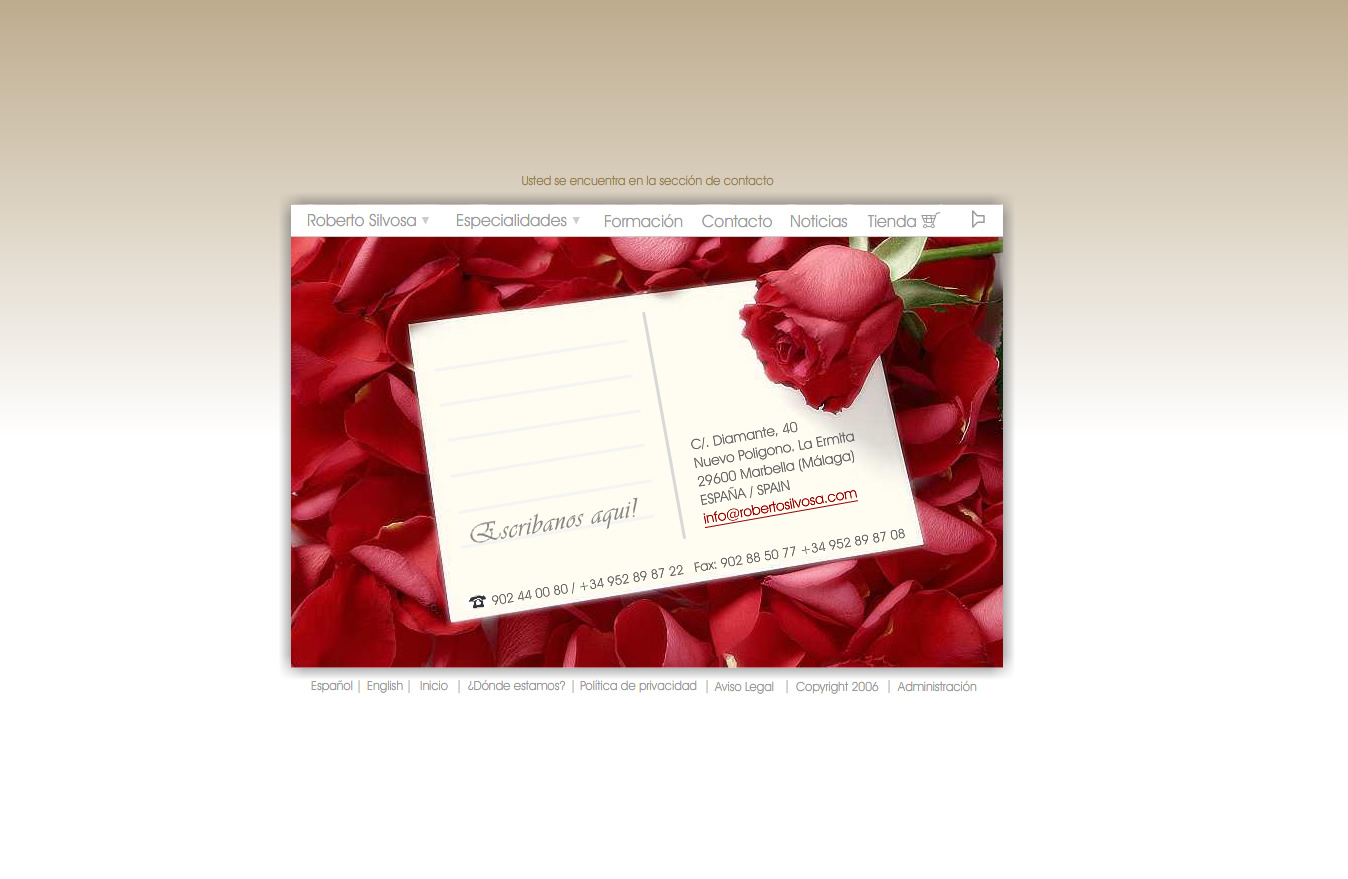 Usted se encuentra en la sección de contacto
Roberto Silvosa Especialidades Formación Contacto Noticias Tienda
C/. Diamante, 40
Nuevo Poligono. La Ermita
29600 Marbella (Málaga)
ESPAÑA / SPAIN
info@robertosilvosa.com
Escribanos aqui!
902 44 00 80 / +34 952 89 87 22 Fax: 902 88 50 77 +34 952 89 87 08
Español | English | Inicio | ¿Dónde estamos? | Política de privacidad | Aviso Legal | Copyright 2006 | Administración